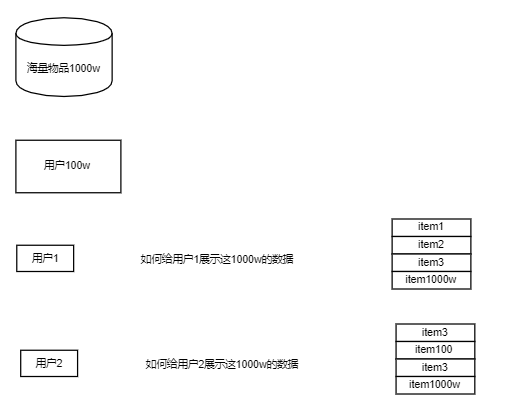 海量物品1000w
用户100w
用户1
如何给用户1展示这1000w的数据
item1
item2
item3
item1000w
用户2
如何给用户2展示这1000w的数据
item3
item100
item3
item1000w